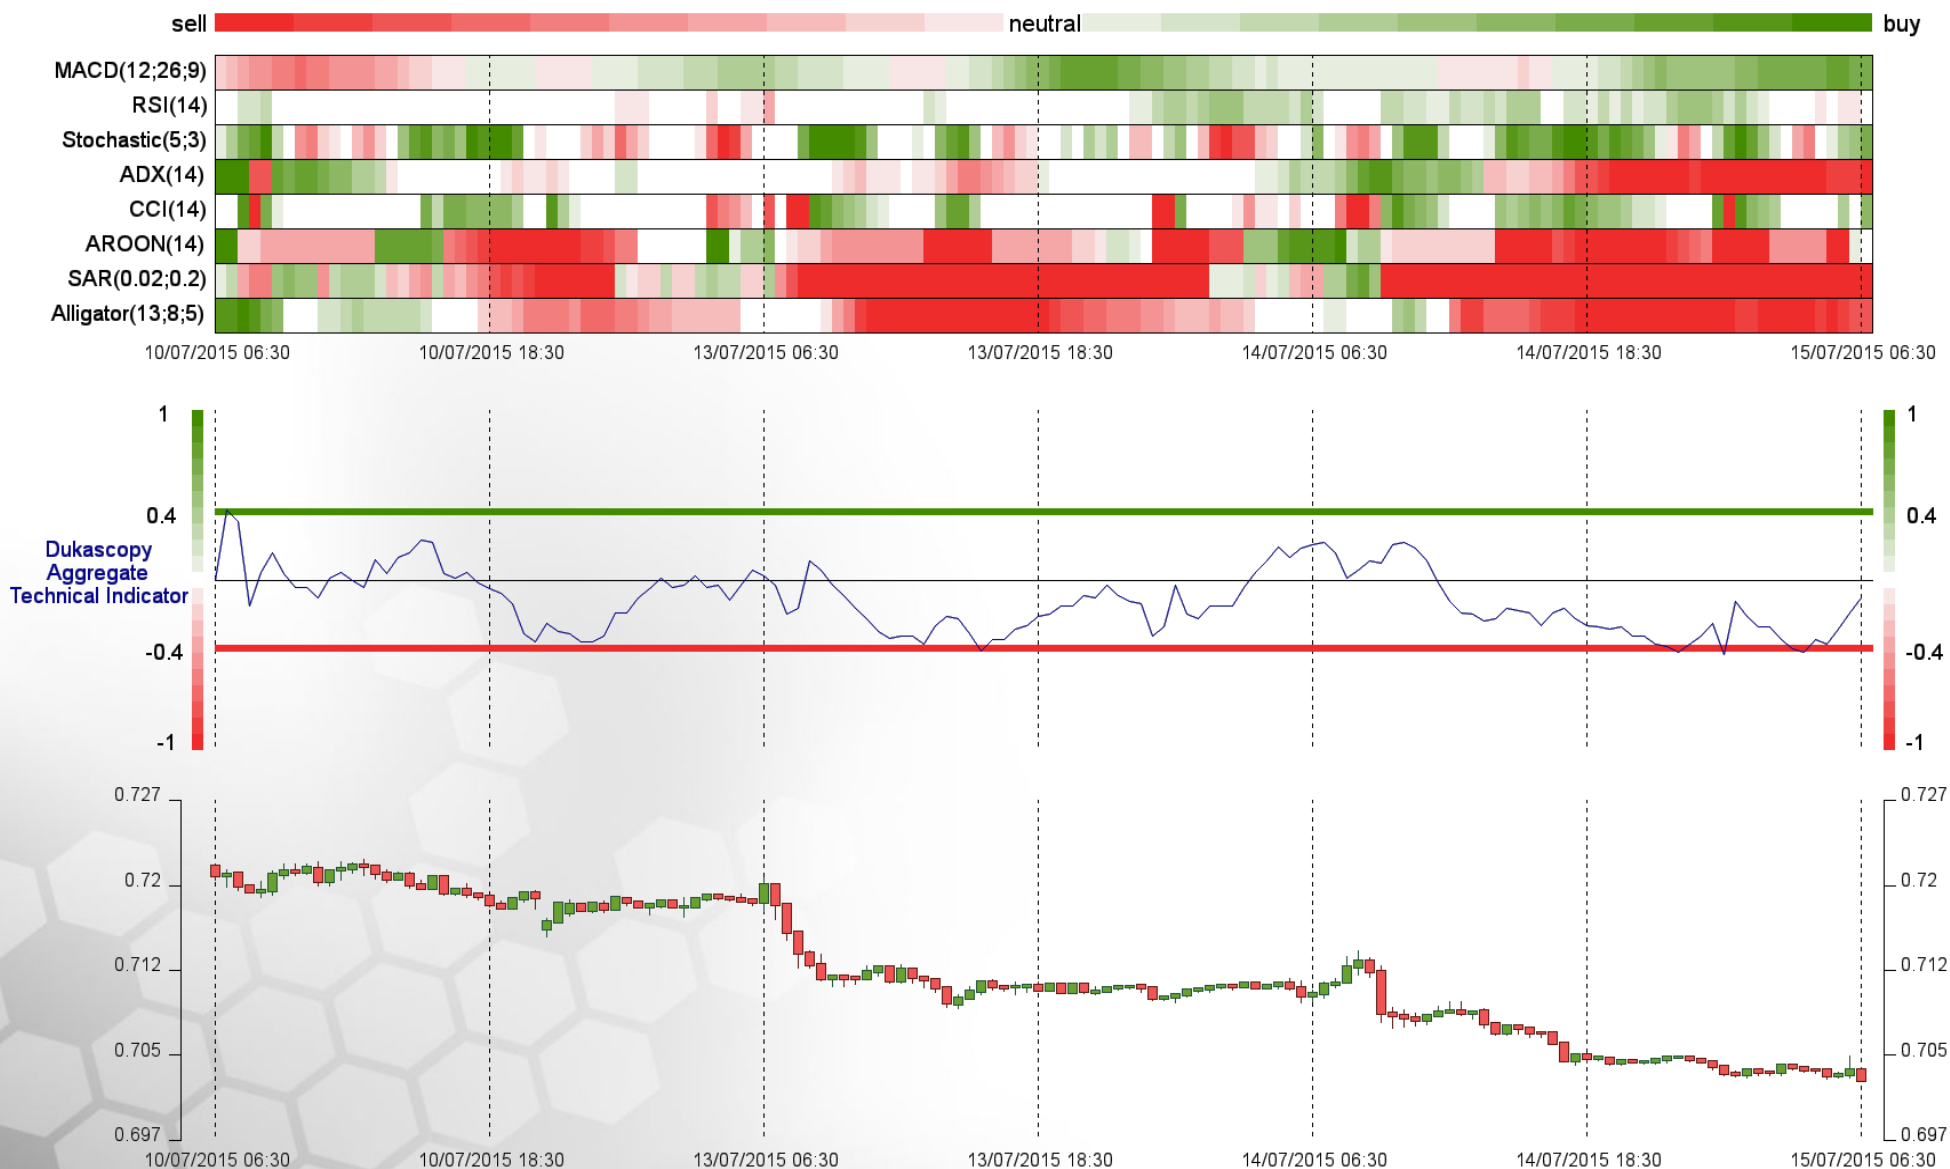 sell neutral buy
MACD(12;26;9)
RSI(14)
Stochastic(5;3)
ADX(14)
CCI(14)
AROON(14)
SAR(0.02;0.2)
Alligator(13;8;5)
10/07/2015 06:30 10/07/2015 18:30 13/07/2015 06:30 13/07/2015 18:30 14/07/2015 06:30 14/07/2015 18:30 15/07/2015 06:30
1 1
0.4 0.4
Dukascopy
Aggregate
Technical Indicator
-0.4 -0.4
-1 -1
0.727 0.727
0.72 0.72
0.712 0.712
0.705 0.705
0.697 0.697
10/07/2015 06:30 10/07/2015 18:30 13/07/2015 06:30 13/07/2015 18:30 14/07/2015 06:30 14/07/2015 18:30 15/07/2015 06:30